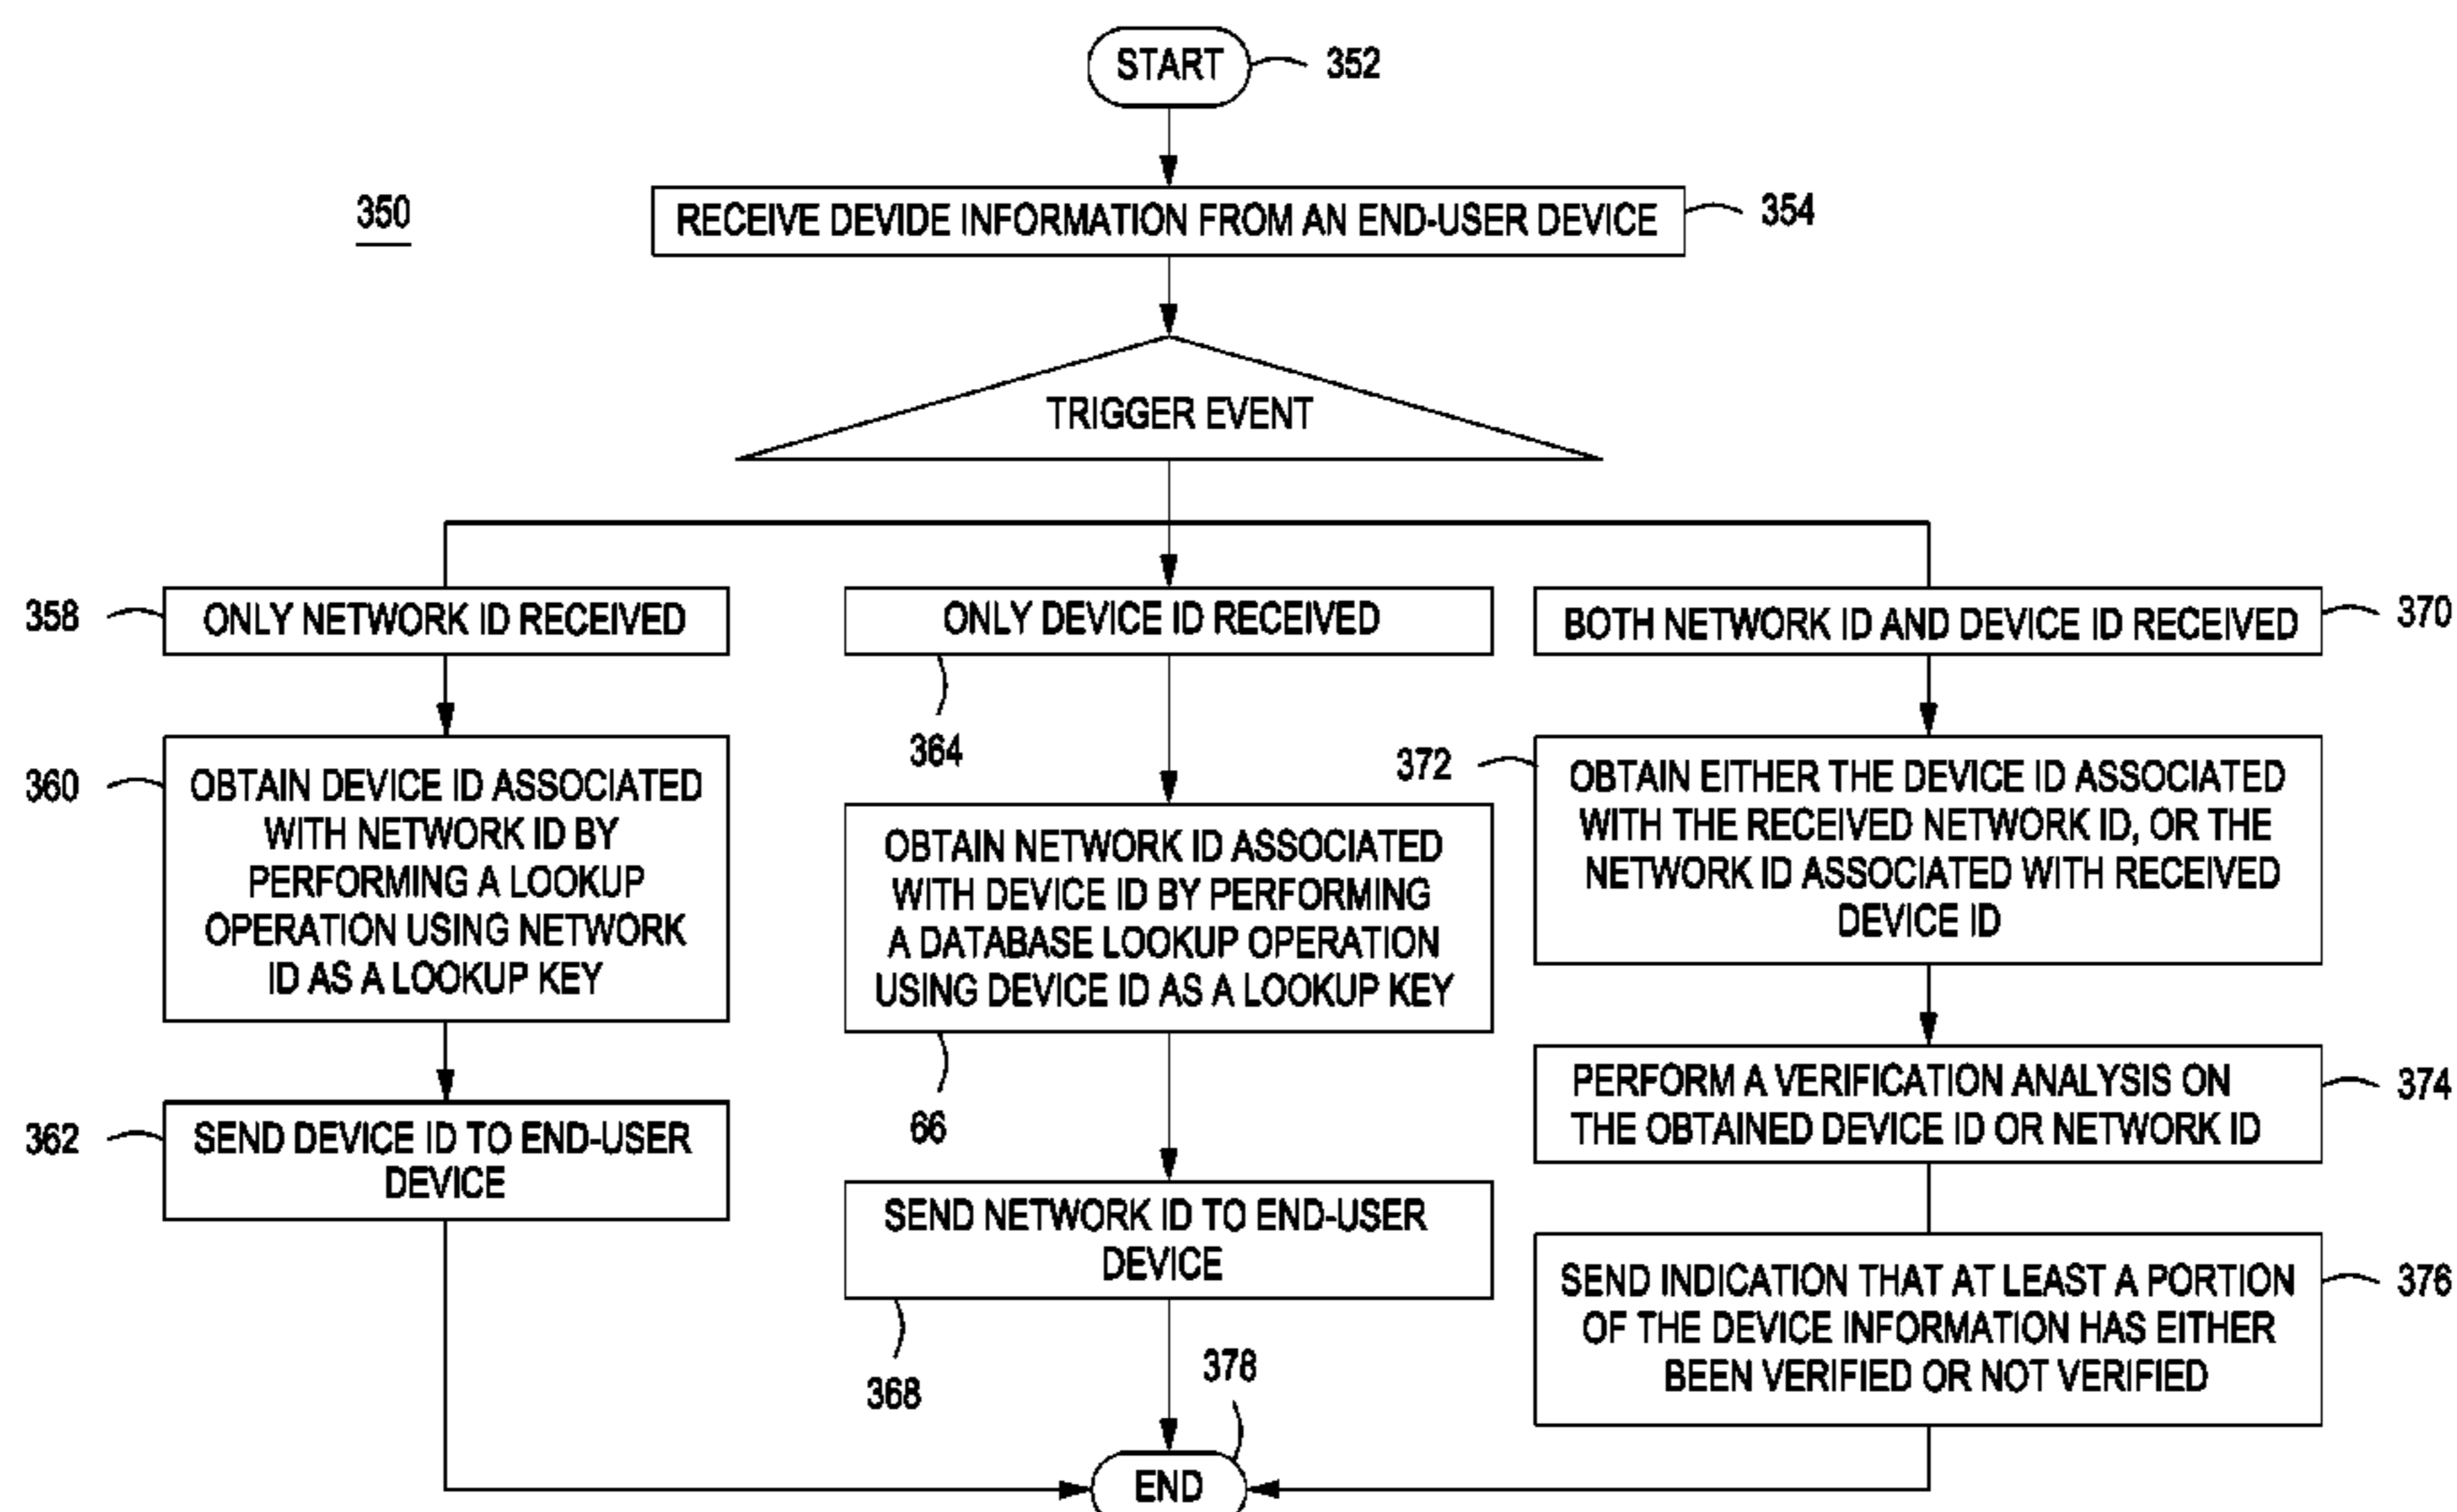 START
352
350
RECEIVE DEVIDE INFORMATION FROM AN END-USER DEVICE
354
TRIGGER EVENT
358
ONLY NETWORK ID RECEIVED
ONLY DEVICE ID RECEIVED
364
BOTH NETWORK ID AND DEVICE ID RECEIVED
370
360
OBTAIN DEVICE ID ASSOCIATED
WITH NETWORK ID BY
PERFORMING A LOOKUP
OPERATION USING NETWORK
ID AS A LOOKUP KEY
OBTAIN NETWORK ID ASSOCIATED
WITH DEVICE ID BY PERFORMING
A DATABASE LOOKUP OPERATION
USING DEVICE ID AS A LOOKUP KEY
66
372
OBTAIN EITHER THE DEVICE ID ASSOCIATED
WITH THE RECEIVED NETWORK ID, OR THE
NETWORK ID ASSOCIATED WITH RECEIVED
DEVICE ID
362
SEND DEVICE ID TO END-USER
DEVICE
SEND NETWORK ID TO END-USER
DEVICE
368
PERFORM A VERIFICATION ANALYSIS ON
THE OBTAINED DEVICE ID OR NETWORK ID
374
SEND INDICATION THAT AT LEAST A PORTION
OF THE DEVICE INFORMATION HAS EITHER
BEEN VERIFIED OR NOT VERIFIED
376
378
END